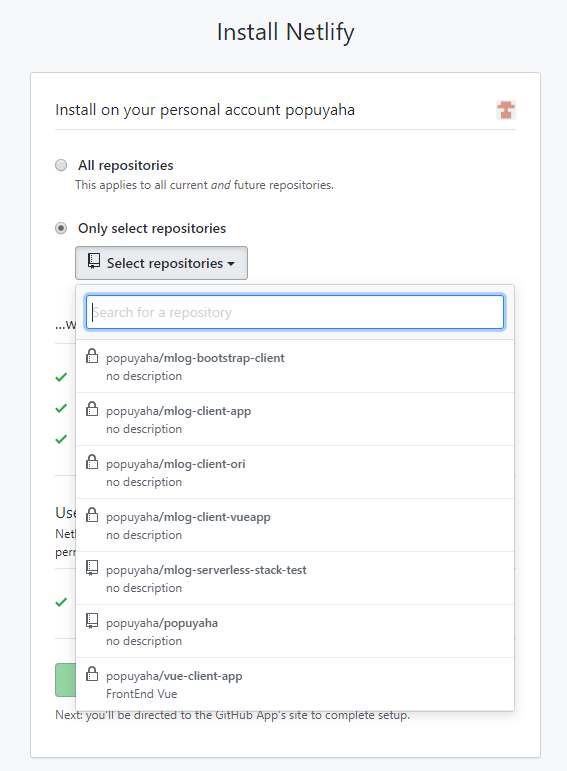 Install Netlify
Install on your personal account popuyaha
All repositories
This applies to all current and future repositories.
Only select repositories
Select repositories
Search for a repository
popuyaha/mlog-bootstrap-client
no description
popuyaha/mlog-client-app
no description
popuyaha/mlog-client-ori
no description
popuyaha/mlog-client-vueapp
no description
popuyaha/mlog-serverless-stack-test
no description
popuyaha/popuyaha
no description
popuyaha/vue-client-app
FrontEnd Vue
Next: you'll be directed to the GitHub App's site to complete setup.